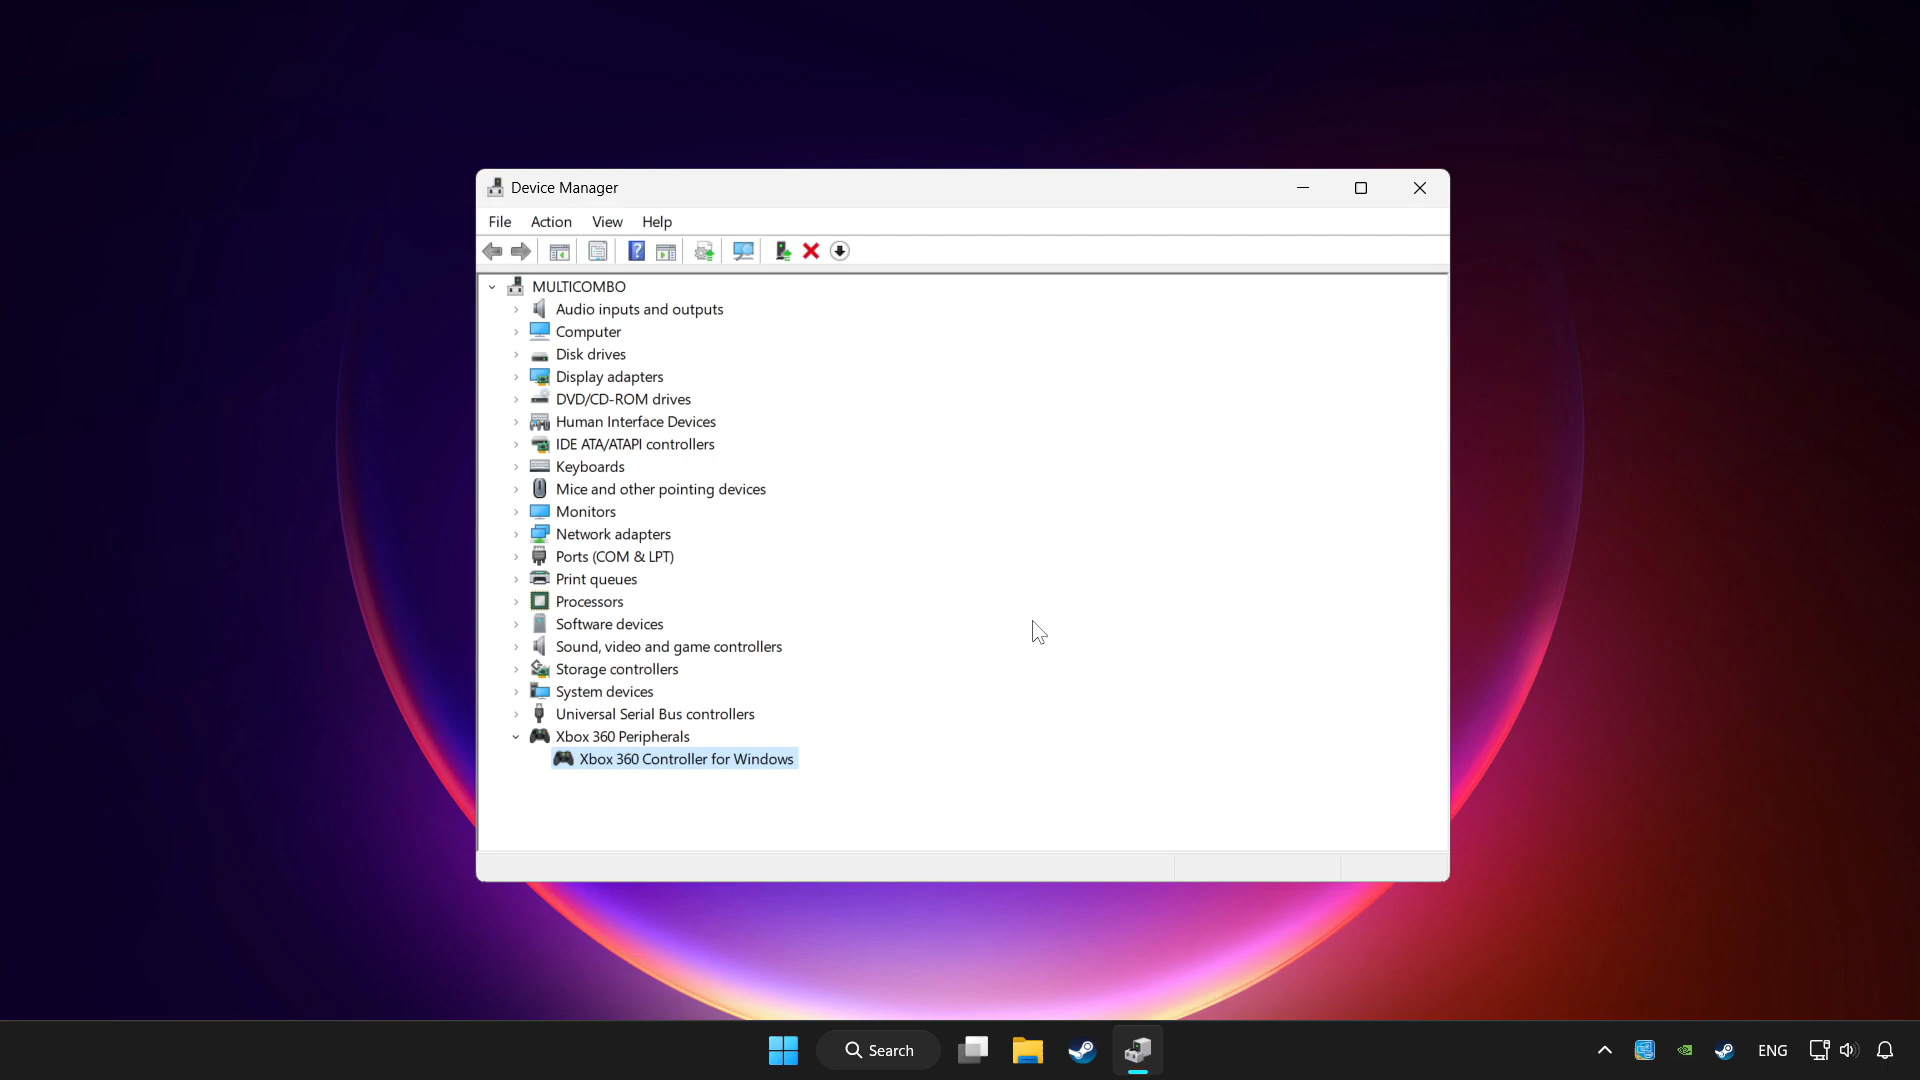 Device Manager
File Action View Help
MULTICOMBO
Audio inputs and outputs
Computer
Disk drives
Display adapters
DVD/CD-ROM drives
Human Interface Devices
IDE ATA/ATAPI controllers
Keyboards
Mice and other pointing devices
Monitors
Network adapters
Ports (COM & LPT)
Print queues
Processors
Software devices
Sound, video and game controllers
Storage controllers
System devices
Universal Serial Bus controllers
Xbox 360 Peripherals
Xbox 360 Controller for Windows
Search
ENG